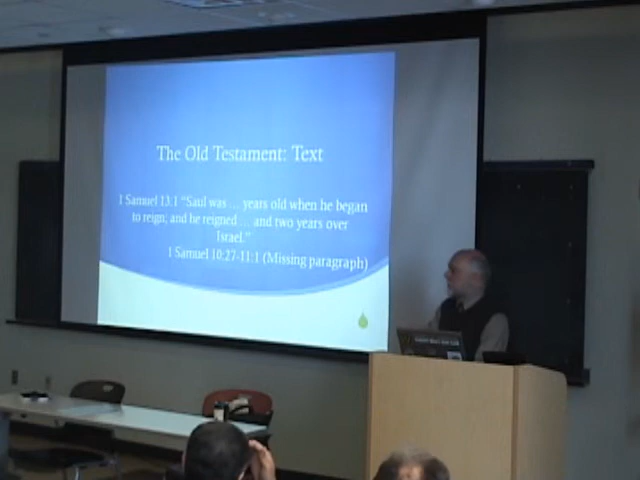 The Old Testament: Text
1 Samuel 13:1 "Saul was ... years old when he began
to reign; and he reigned ... and two years over
Israel."
1 Samuel 10:27-11:1 (Missing paragraph)